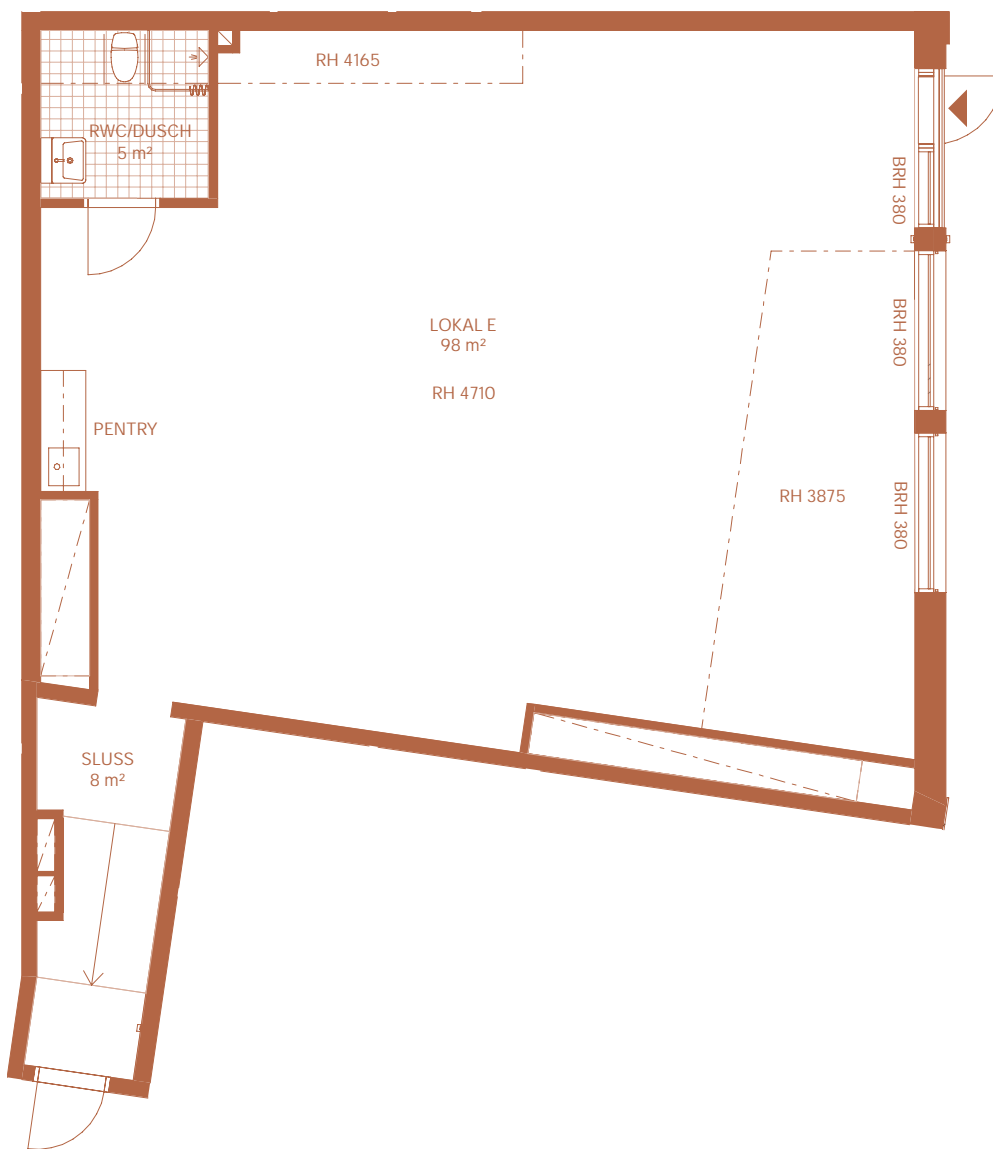 RH 4165
RWC/DUSCH
5 m²
BRH 380
LOKAL E
98 m²
BRH 380
RH 4710
PENTRY
RH 3875
BRH 380
SLUSS
8 m²